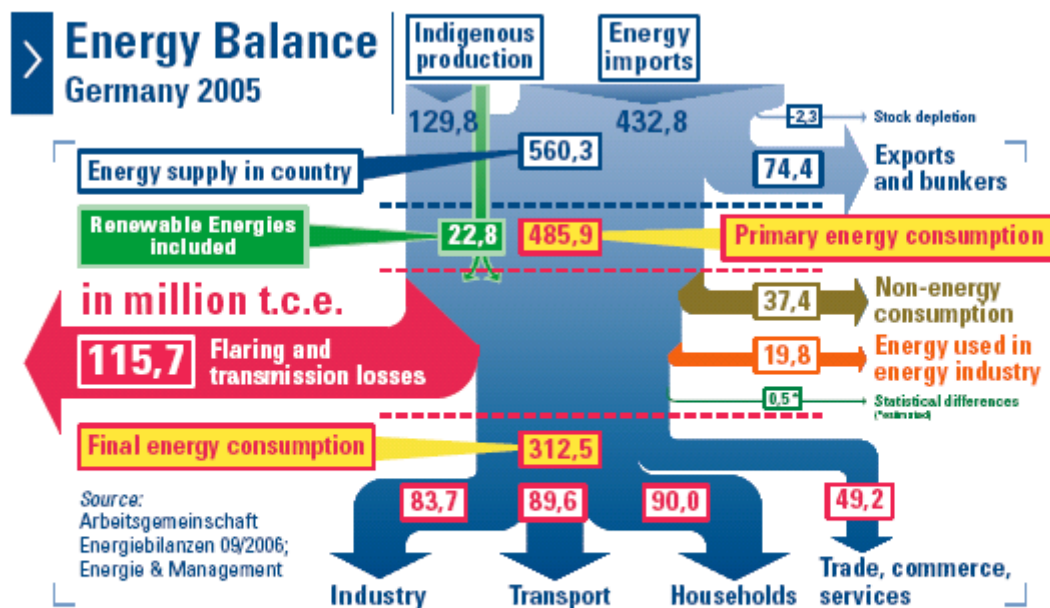 Energy Balance
Germany 2005
Indigenous
production
Energy
imports
129,8
432,8
-2,3
Stock depletion
Energy supply in country
560,3
74,4
Exports
and bunkers
Renewable Energies
included
22,8
485,9
Primary energy consumption
in million t.c.e.
115,7
Flaring and
transmission losses
37,4
Non-energy
consumption
19,8
Energy used in
energy industry
0,5*
Statistical differences
(*estimated)
Final energy consumption
312,5
83,7
89,6
90,0
49,2
Source:
Arbeitsgemeinschaft
Energiebilanzen 09/2006;
Energie & Management
Industry
Transport
Households
Trade, commerce,
services